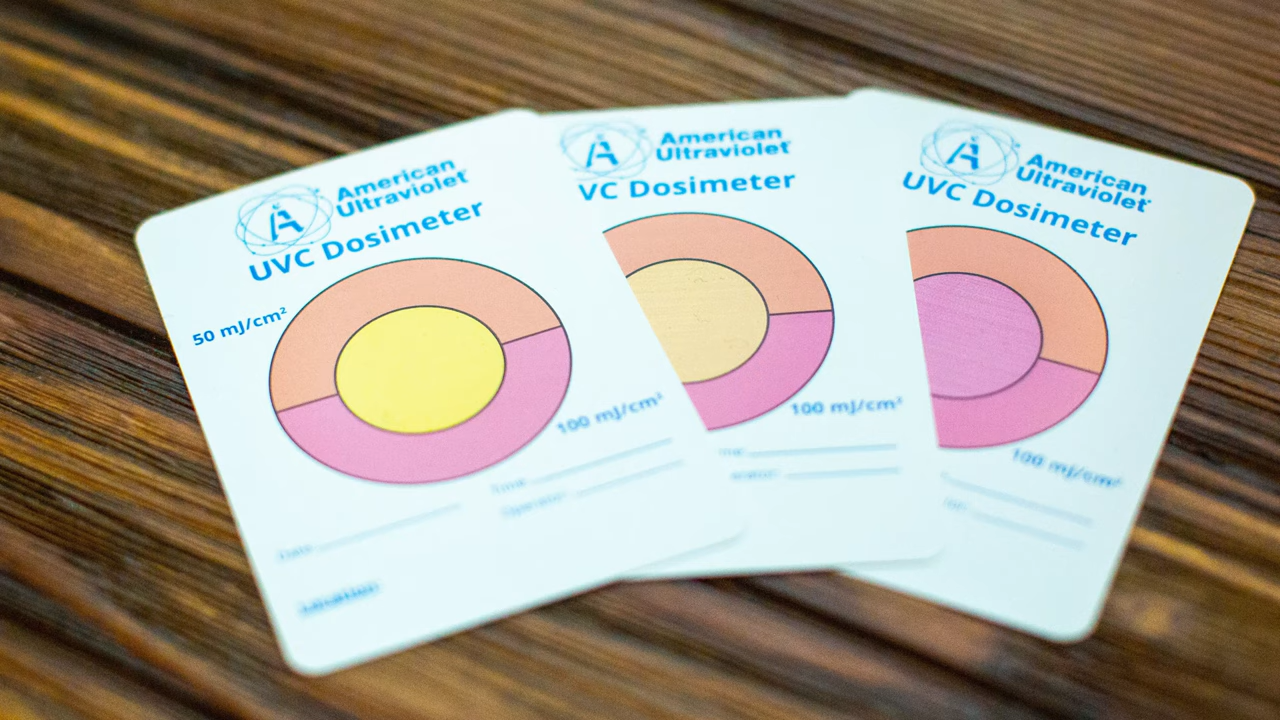 American
Ultraviolet
UVC Dosimeter
50 mJ/cm²
100 mJ/cm²
Time
Operator
Date
Location
American
Ultraviolet
VC Dosimeter
100 mJ/cm²
American
Ultraviolet
UVC Dosimeter
100 mJ/cm²